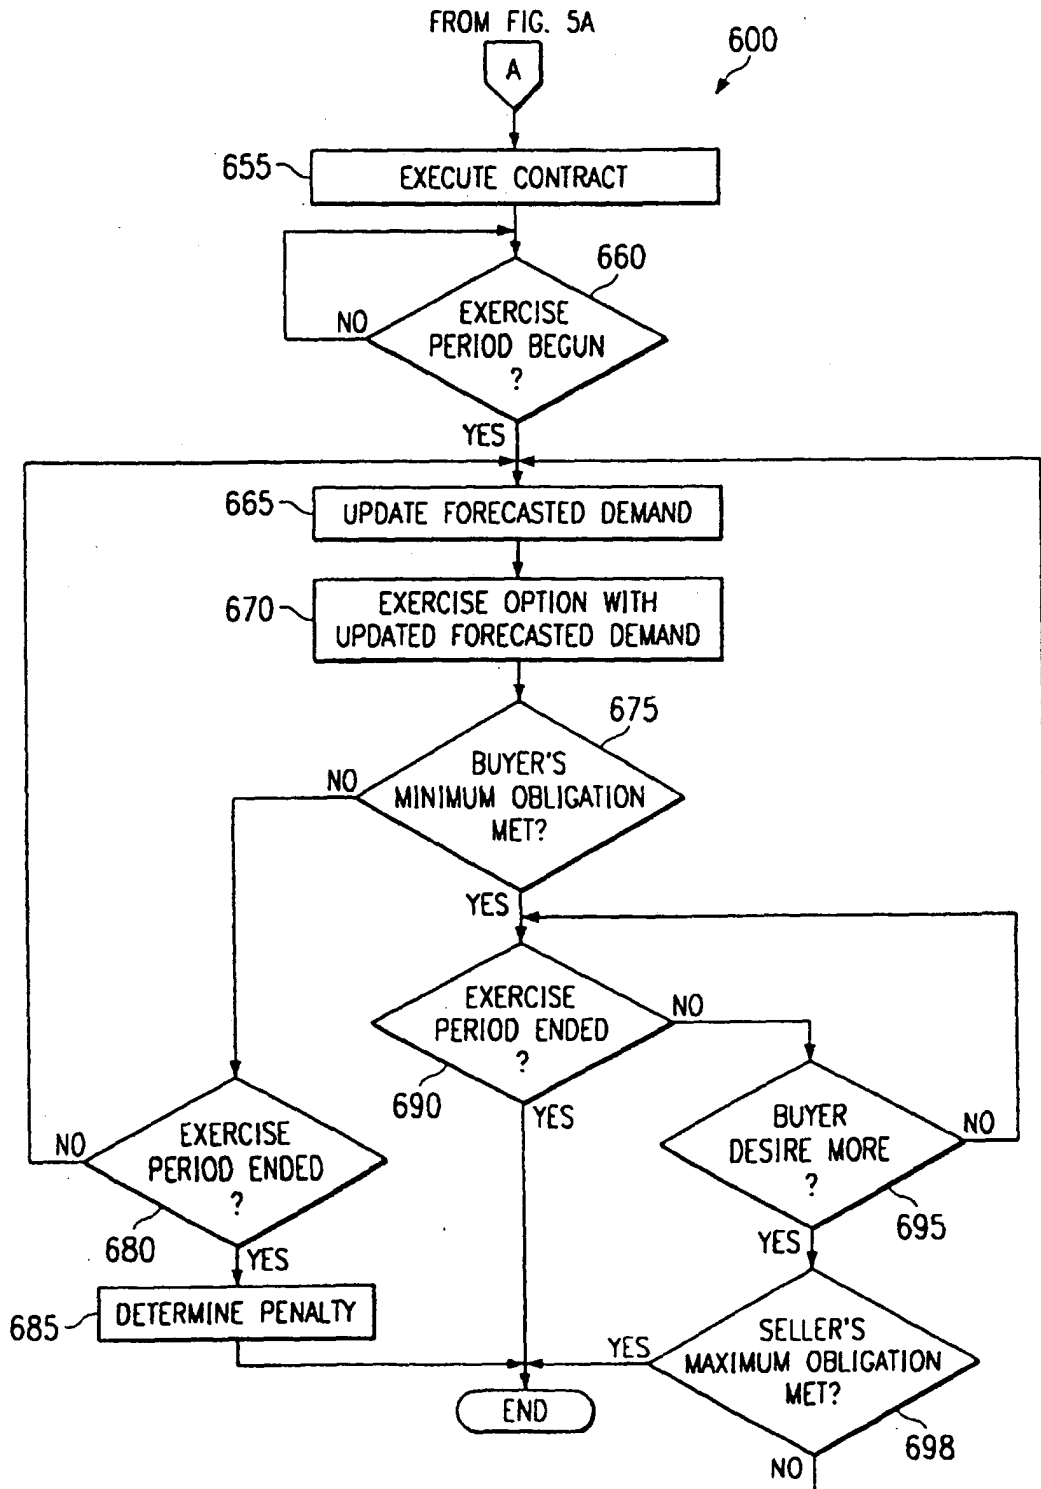 FROM FIG. 5A
A
600
655
EXECUTE CONTRACT
660
EXERCISE
PERIOD BEGUN
?
NO
YES
665
UPDATE FORECASTED DEMAND
670
EXERCISE OPTION WITH
UPDATED FORECASTED DEMAND
675
BUYER'S
MINIMUM OBLIGATION
MET?
NO
YES
EXERCISE
PERIOD ENDED
?
690
NO
YES
BUYER
DESIRE MORE
?
695
NO
YES
EXERCISE
PERIOD ENDED
?
680
NO
YES
685
DETERMINE PENALTY
SELLER'S
MAXIMUM OBLIGATION
MET?
698
YES
NO
END